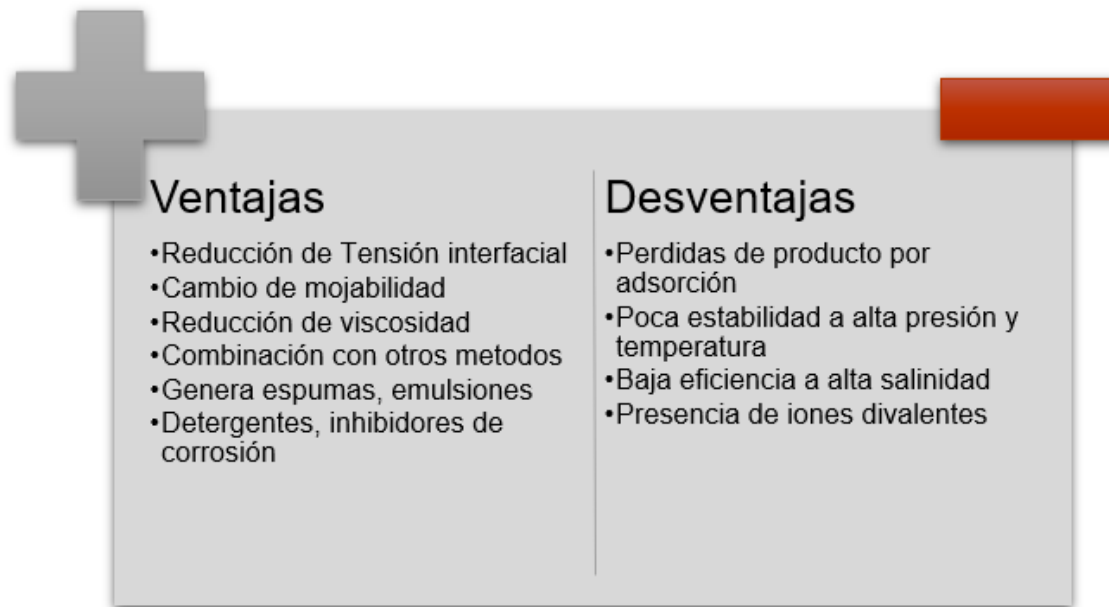 Ventajas
•Reducción de Tensión interfacial
•Cambio de mojabilidad
•Reducción de viscosidad
•Combinación con otros metodos
•Genera espumas, emulsiones
•Detergentes, inhibidores de
corrosión
Desventajas
•Perdidas de producto por
adsorción
•Poca estabilidad a alta presión y
temperatura
•Baja eficiencia a alta salinidad
•Presencia de iones divalentes